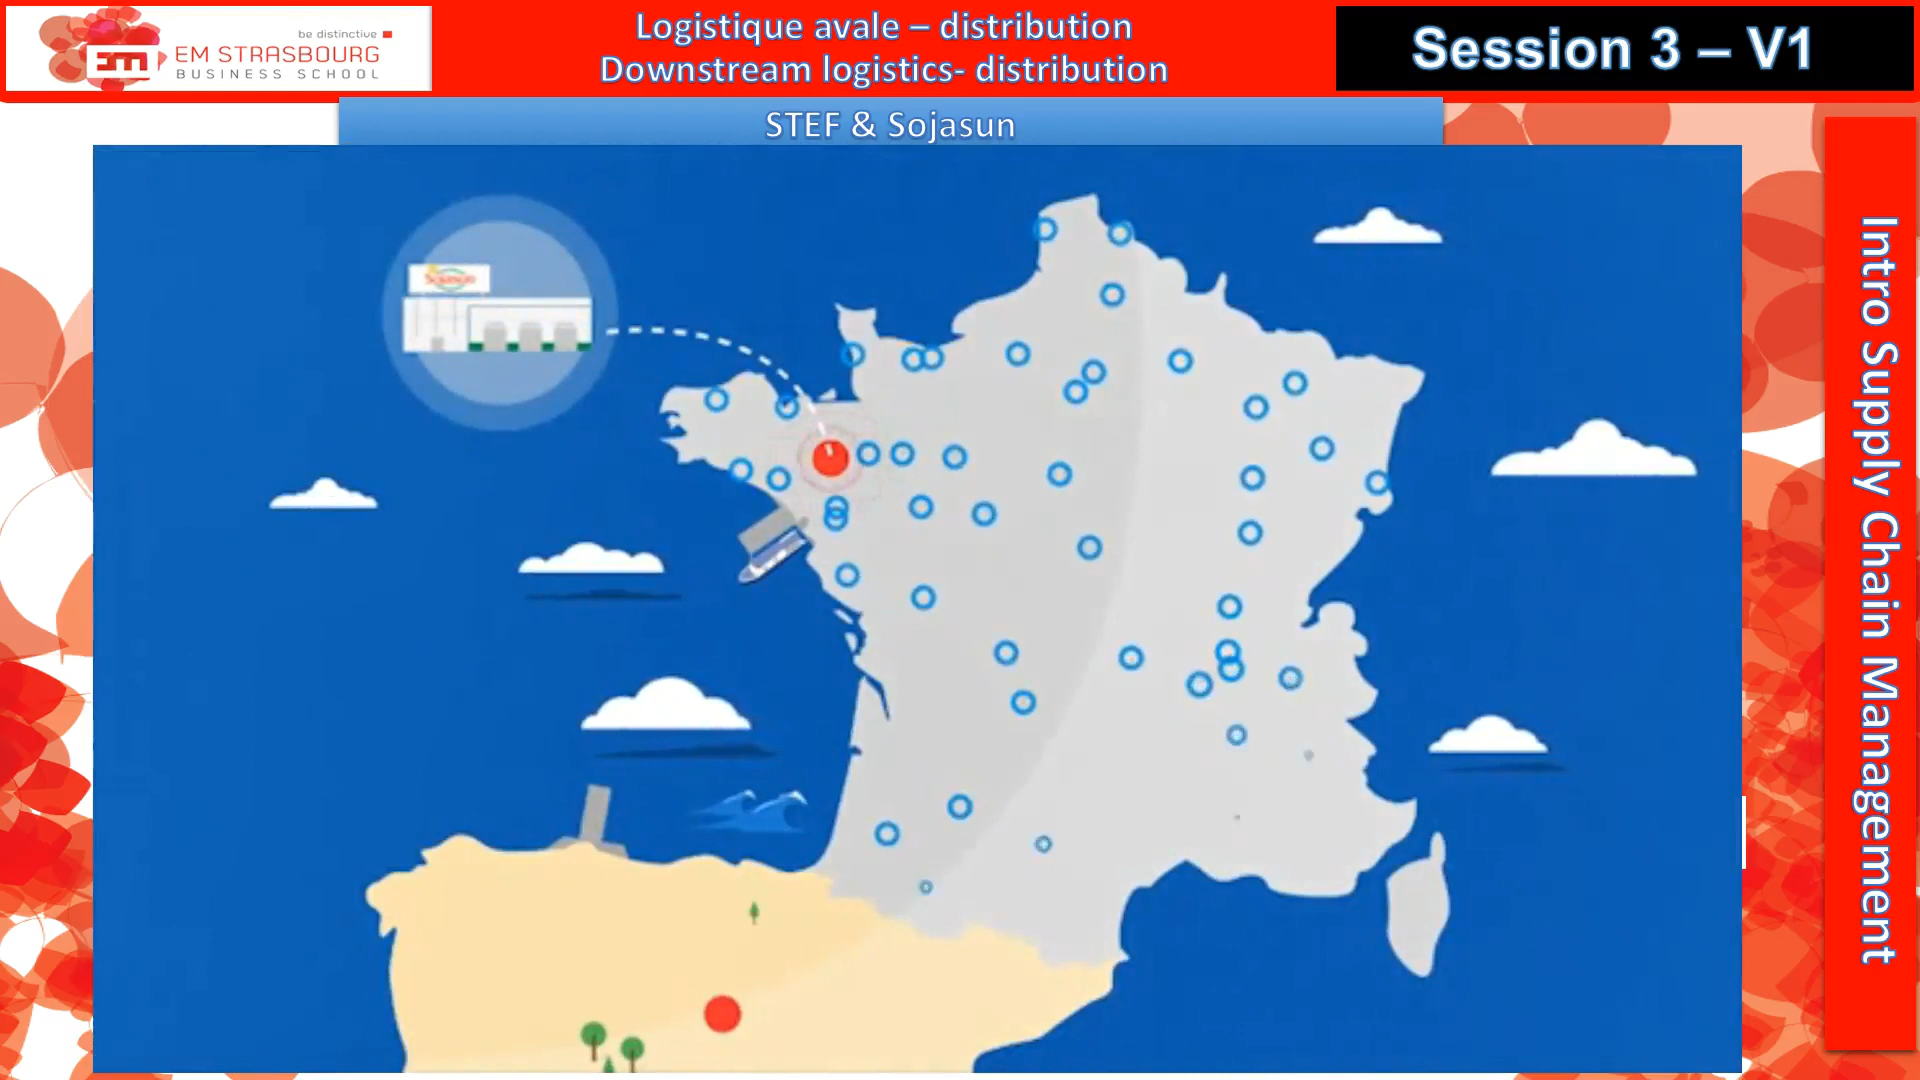 be distinctive
EM STRASBOURG
BUSINESS SCHOOL
Logistique avale – distribution
Downstream logistics- distribution
Session 3 – V1
STEF & Sojasun
Sojasun
Intro Supply Chain Management